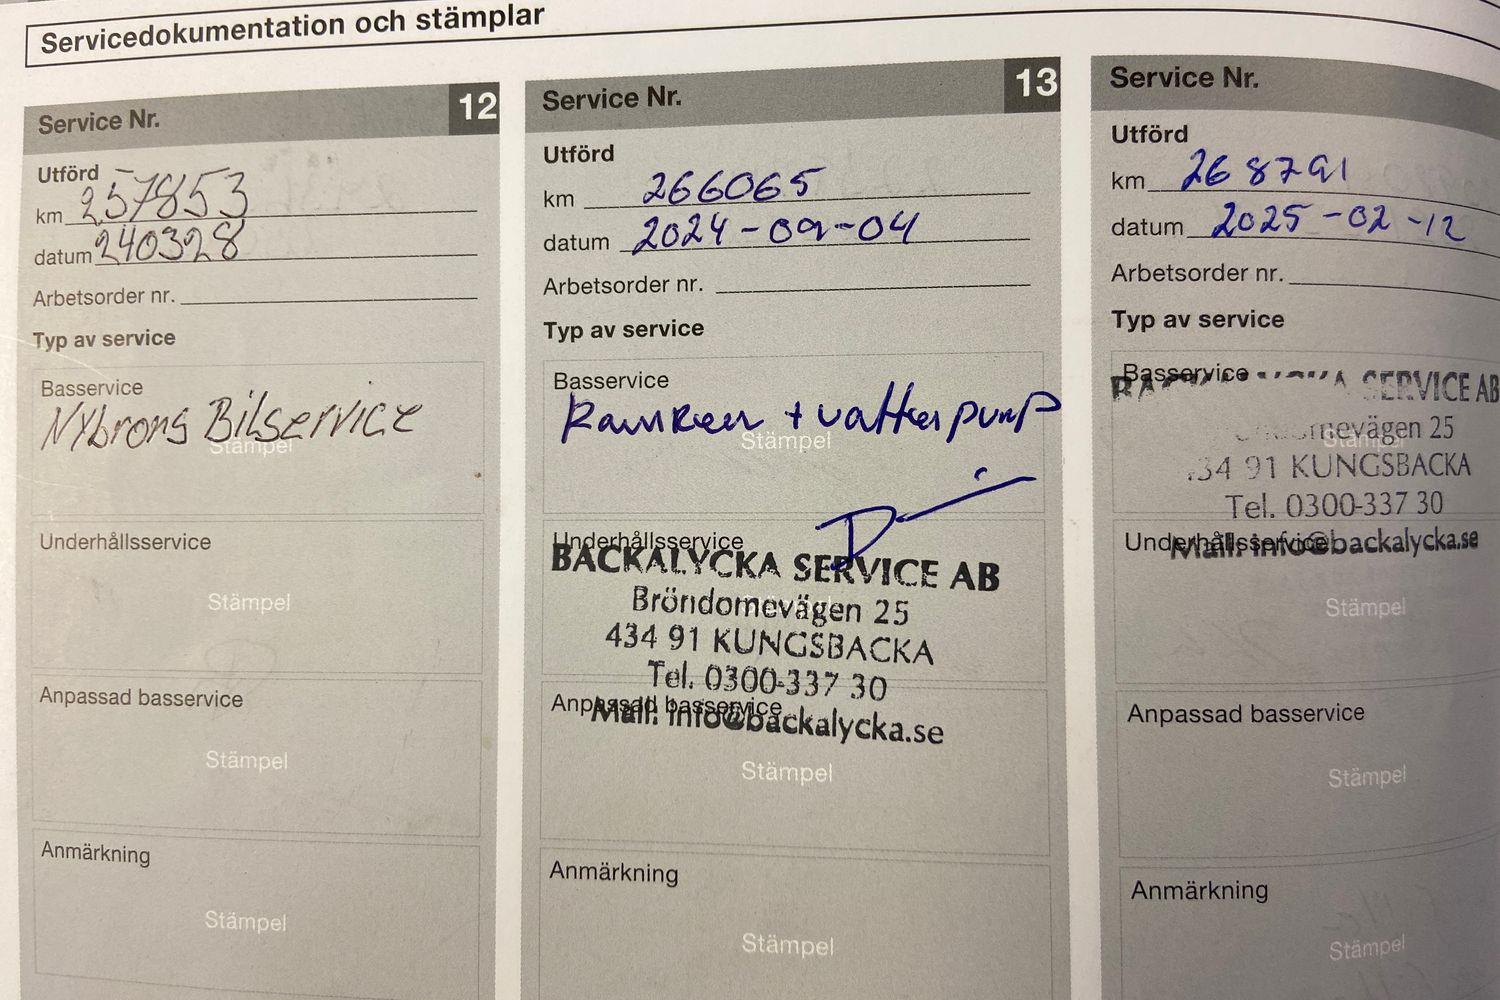 Servicedokumentation och stämplar
Service Nr. 12
Utförd
km 257853
datum 240328
Arbetsorder nr.
Typ av service
Basservice
Nybrons Bilservice
Stämpel
Underhållsservice
Stämpel
Anpassad basservice
Stämpel
Anmärkning
Stämpel
Service Nr. 13
Utförd
km 266065
datum 2024-09-04
Arbetsorder nr.
Typ av service
Basservice
Kamrem + vattenpump
Stämpel
Underhållsservice
BACKALYCKA SERVICE AB
Bröndomevägen 25
434 91 KUNGSBACKA
Tel. 0300-337 30
Anpassad basservice
Mail: info@backalycka.se
Stämpel
Anmärkning
Stämpel
Service Nr.
Utförd
km 268791
datum 2025-02-12
Arbetsorder nr.
Typ av service
Basservice
SERVICE AB
Stämpel
25
91 KUNGSBACKA
Tel. 0300-337 30
Underhållsservice
Mail: info@backalycka.se
Stämpel
Anpassad basservice
Stämpel
Anmärkning
Stämpel